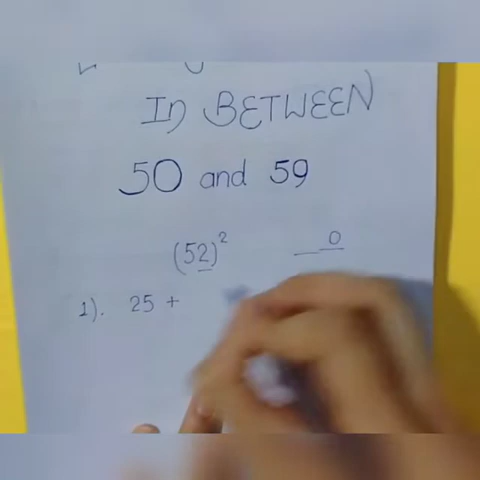 In BETWEEN
50 and 59
(52)² _ 0
1). 25 +